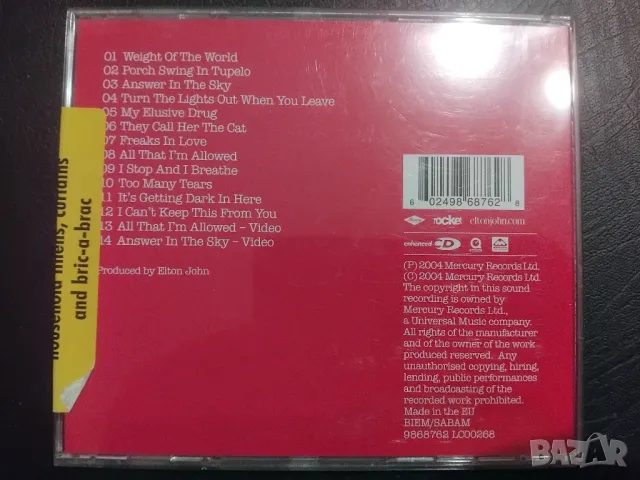 01 Weight Of The World
02 Porch Swing In Tupelo
03 Answer In The Sky
04 Turn The Lights Out When You Leave
05 My Elusive Drug
06 They Call Her The Cat
07 Freaks In Love
08 All That I'm Allowed
09 I Stop And I Breathe
10 Too Many Tears
11 It's Getting Dark In Here
12 I Can't Keep This From You
13 All That I'm Allowed – Video
14 Answer In The Sky – Video
Produced by Elton John
household linens, curtains
and bric-a-brac
6 02498 68762 8
rocket eltonjohn.com
enhanced CD
(P) 2004 Mercury Records Ltd.
(C) 2004 Mercury Records Ltd.
The copyright in this sound
recording is owned by
Mercury Records Ltd.,
a Universal Music company.
All rights of the manufacturer
and of the owner of the work
produced reserved. Any
unauthorised copying, hiring,
lending, public performances
and broadcasting of the
recorded work prohibited.
Made in the EU
BIEM/SABAM
9868762 LC00268
BAZAR